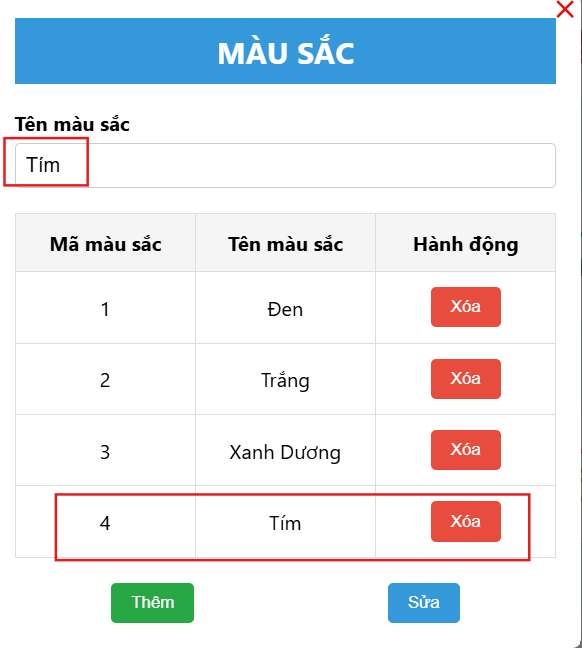 MÀU SẮC
Tên màu sắc
Tím
Mã màu sắc Tên màu sắc Hành động
1 Đen Xóa
2 Trắng Xóa
3 Xanh Dương Xóa
4 Tím Xóa
Thêm Sửa